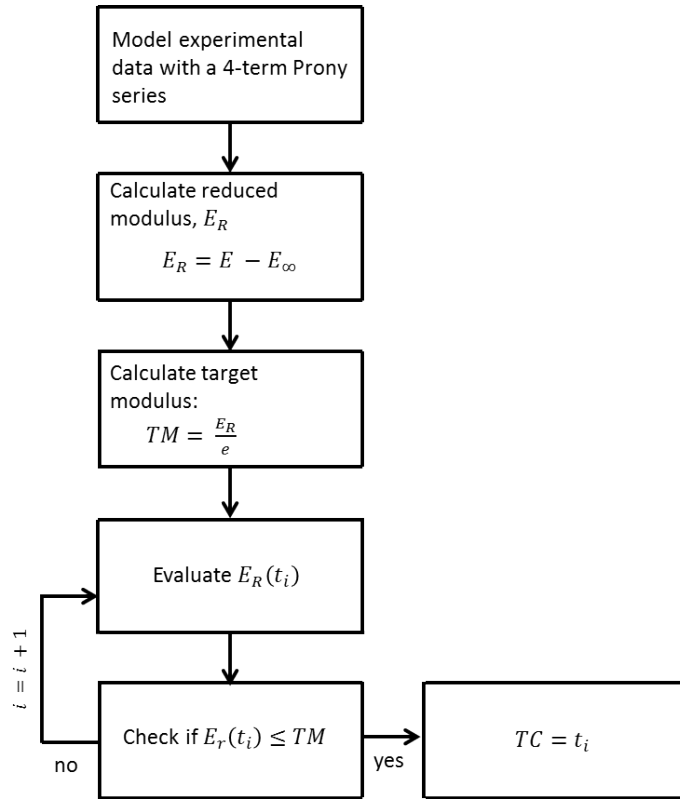 Model experimental
data with a 4-term Prony
series
Calculate reduced
modulus, E_R
E_R = E − E_∞
Calculate target
modulus:
TM = E_R/e
Evaluate E_R(t_i)
i = i + 1
Check if E_r(t_i) ≤ TM
no
yes
TC = t_i